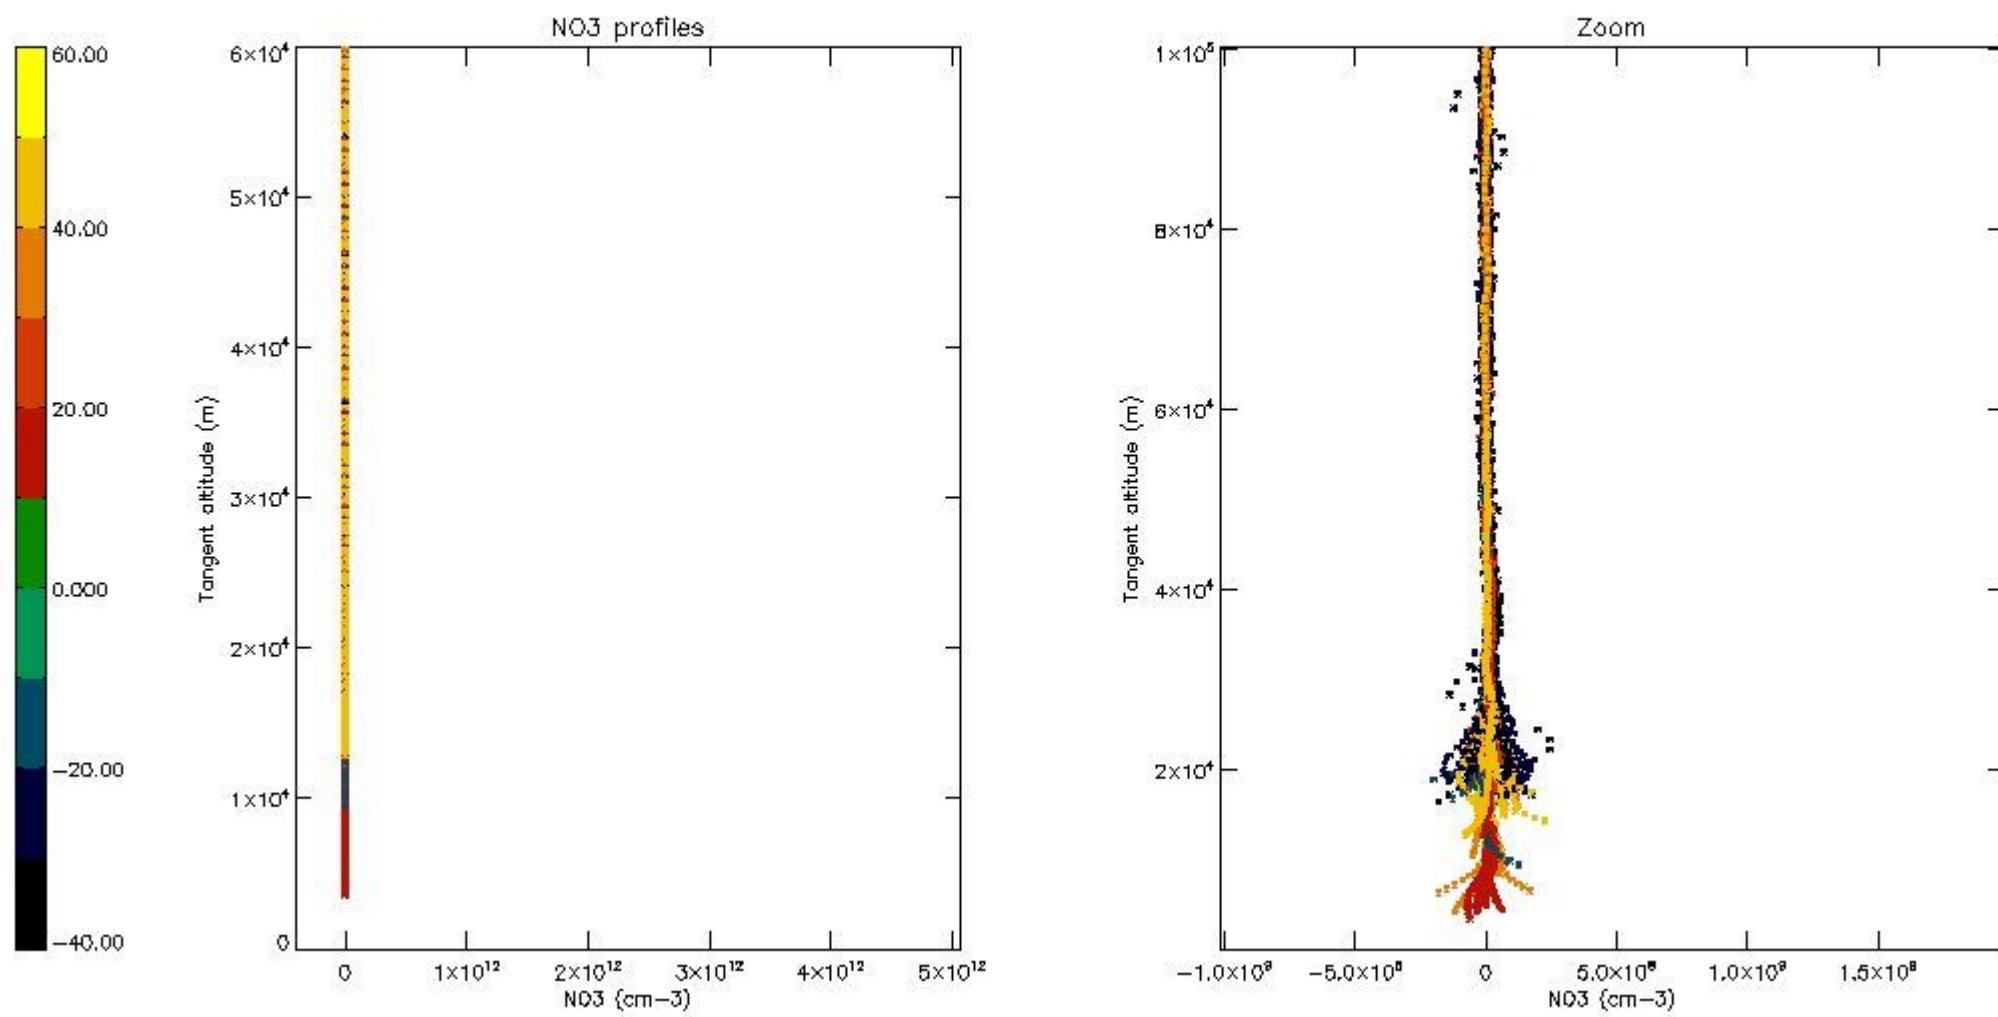 60.00
40.00
20.00
0.000
−20.00
−40.00
NO3 profiles
6×10⁴
5×10⁴
4×10⁴
3×10⁴
2×10⁴
1×10⁴
0
Tangent altitude (m)
0 1×10¹² 2×10¹² 3×10¹² 4×10¹² 5×10¹²
NO3 (cm−3)
Zoom
1×10⁵
8×10⁴
6×10⁴
4×10⁴
2×10⁴
Tangent altitude (m)
−1.0×10⁹ −5.0×10⁸ 0 5.0×10⁸ 1.0×10⁹ 1.5×10⁹
NO3 (cm−3)